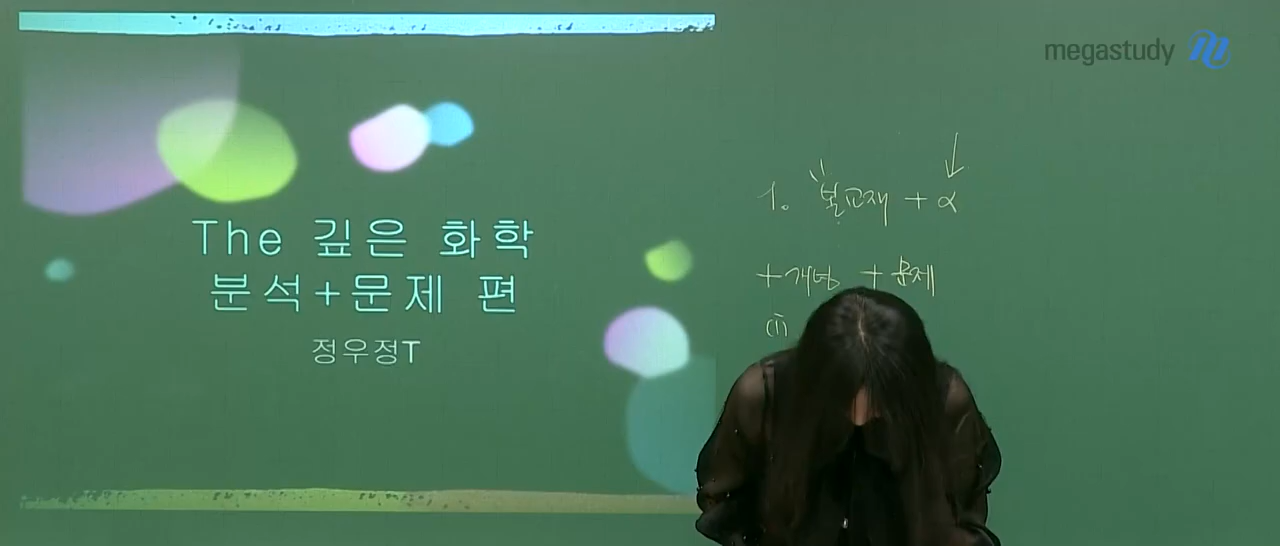 megastudy
The 깊은 화학
분석+문제 편
정우정T
1. "본교재 + α
+개념 + 문제
(1)